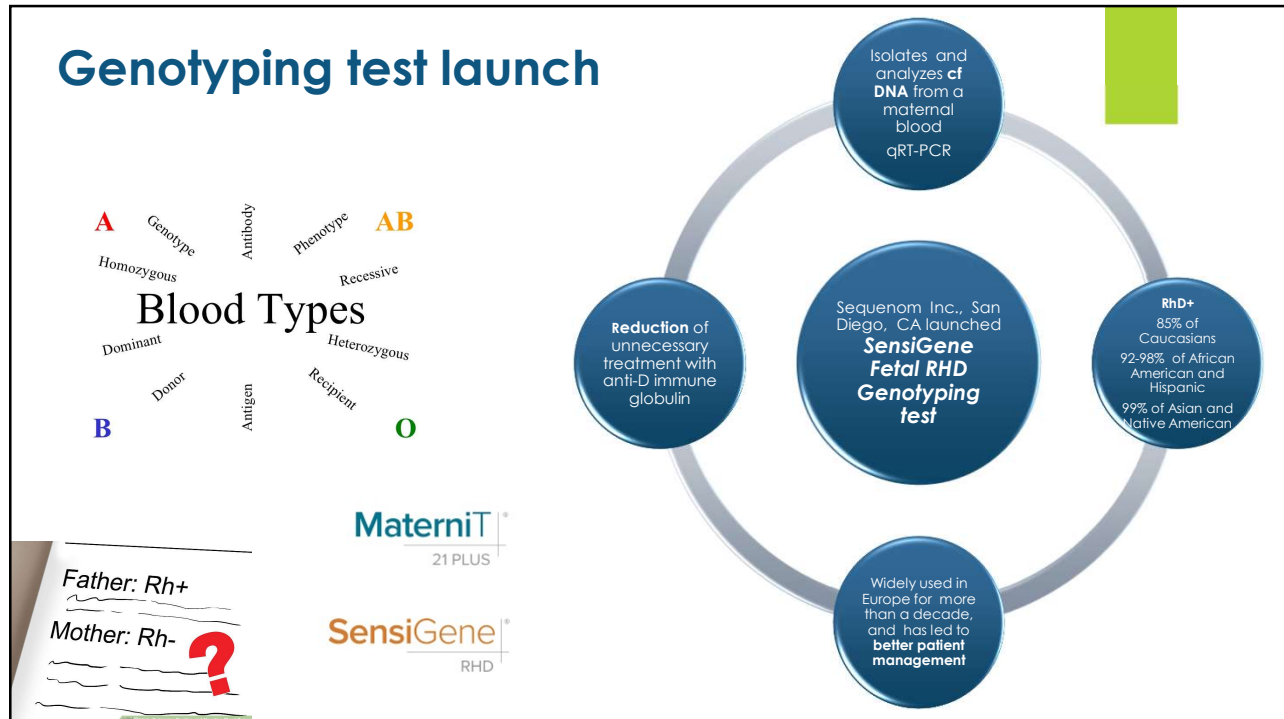 Genotyping test launch
A
Genotype
Antibody
Phenotype
AB
Homozygous
Recessive
Blood Types
Dominant
Heterozygous
Donor
Antigen
Recipient
B
O
MaterniT
21 PLUS
SensiGene
RHD
Father: Rh+
Mother: Rh-
?
Isolates and
analyzes cf
DNA from a
maternal
blood
qRT-PCR
Sequenom Inc., San
Diego, CA launched
SensiGene
Fetal RHD
Genotyping
test
RhD+
85% of
Caucasians
92-98% of African
American and
Hispanic
99% of Asian and
Native American
Widely used in
Europe for more
than a decade,
and has led to
better patient
management
Reduction of
unnecessary
treatment with
anti-D immune
globulin